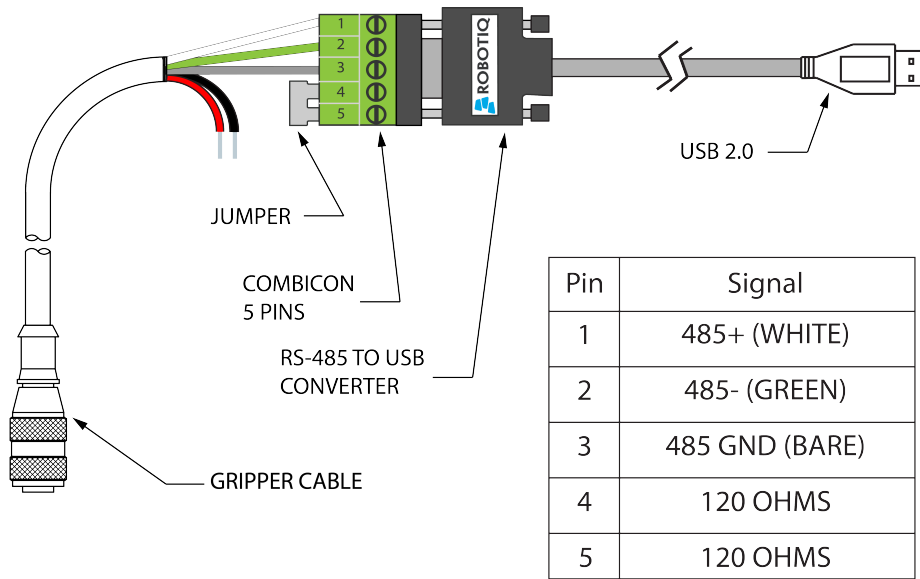 1
2
3
4
5
ROBOTIQ
USB 2.0
JUMPER
COMBICON
5 PINS
RS-485 TO USB
CONVERTER
GRIPPER CABLE
Pin Signal
1 485+ (WHITE)
2 485- (GREEN)
3 485 GND (BARE)
4 120 OHMS
5 120 OHMS